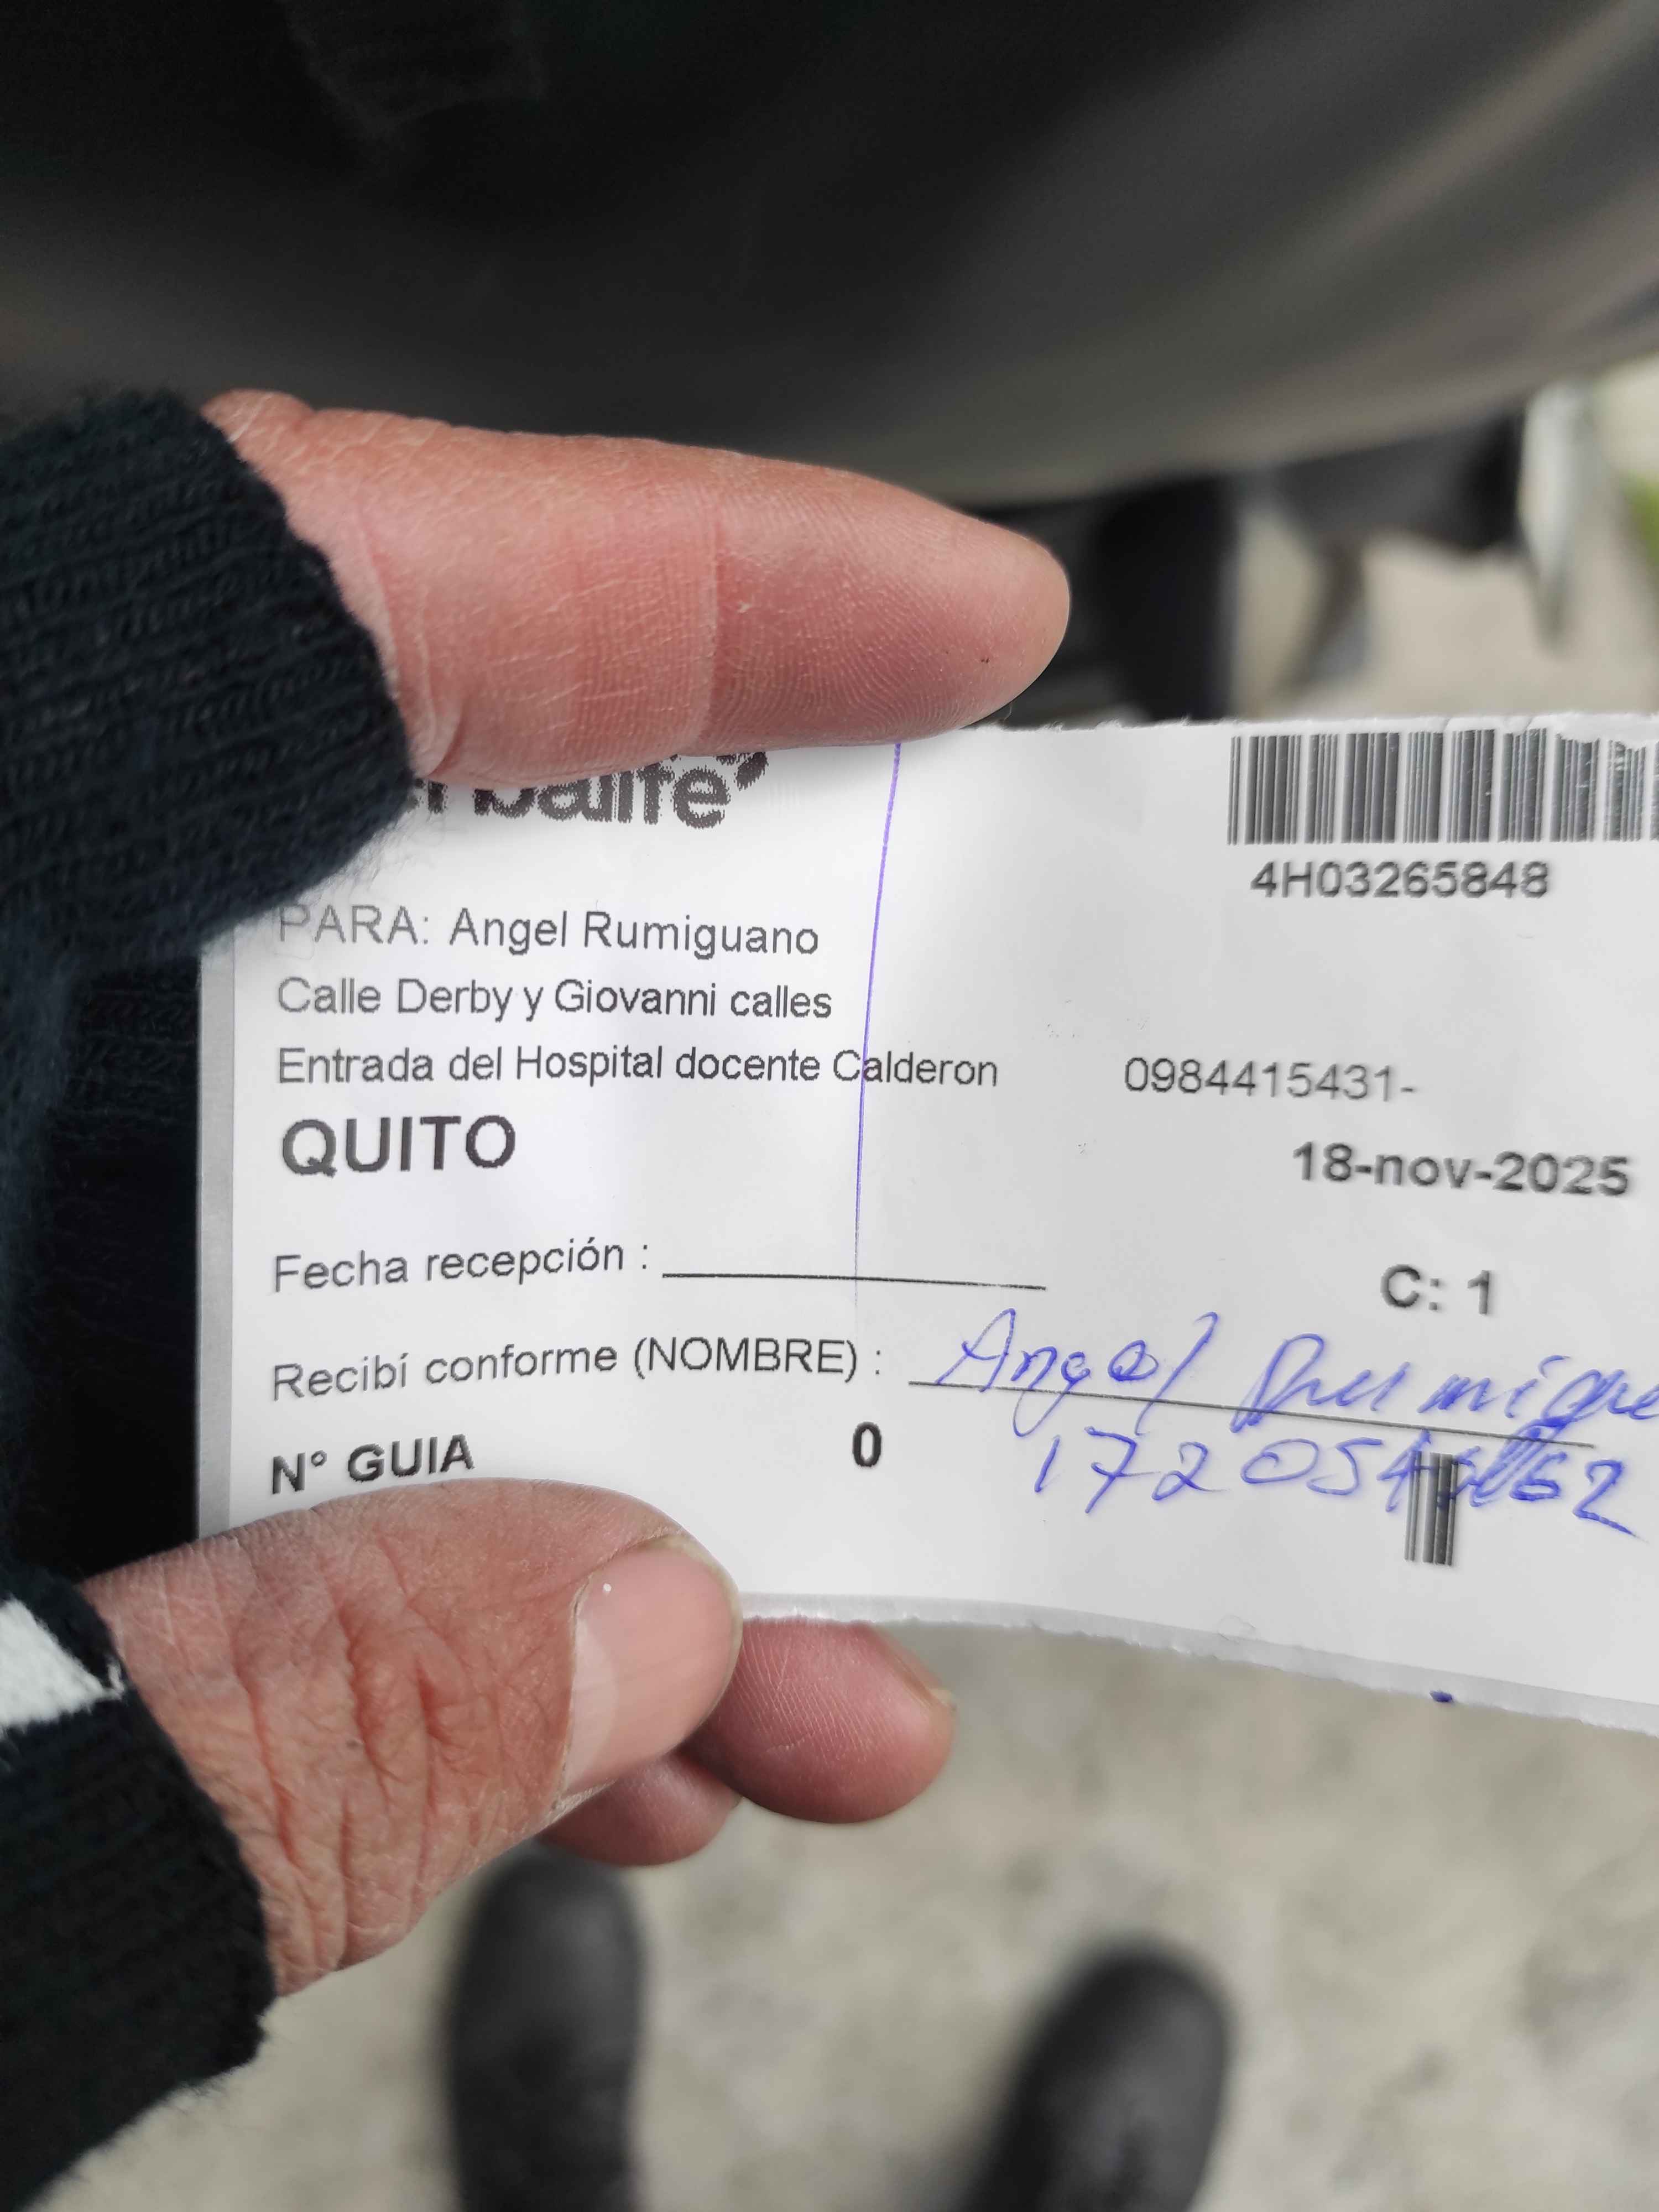 4H03265848
PARA: Angel Rumiguano
Calle Derby y Giovanni calles
Entrada del Hospital docente Calderon 0984415431-
QUITO
18-nov-2025
Fecha recepción :
C: 1
Recibí conforme (NOMBRE) : Angel
N° GUIA 0